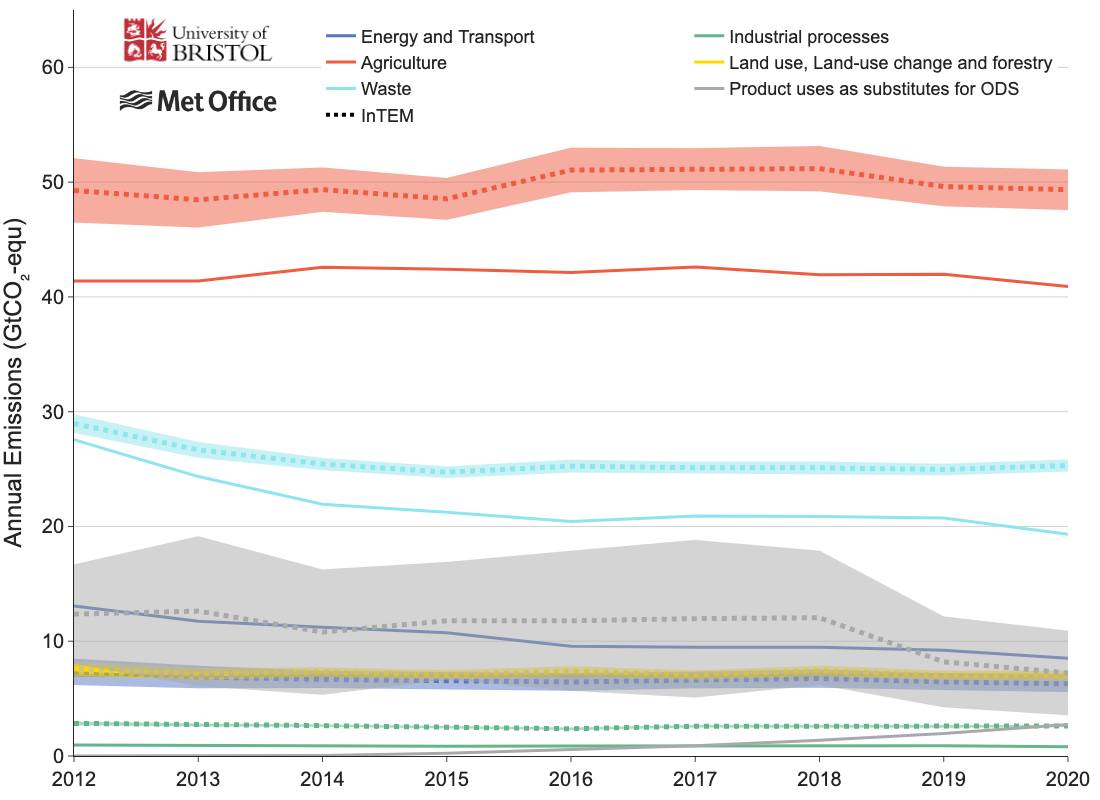 University of
BRISTOL
Met Office
Energy and Transport
Agriculture
Waste
InTEM
Industrial processes
Land use, Land-use change and forestry
Product uses as substitutes for ODS
Annual Emissions (GtCO₂-equ)
60
50
40
30
20
10
0
2012 2013 2014 2015 2016 2017 2018 2019 2020